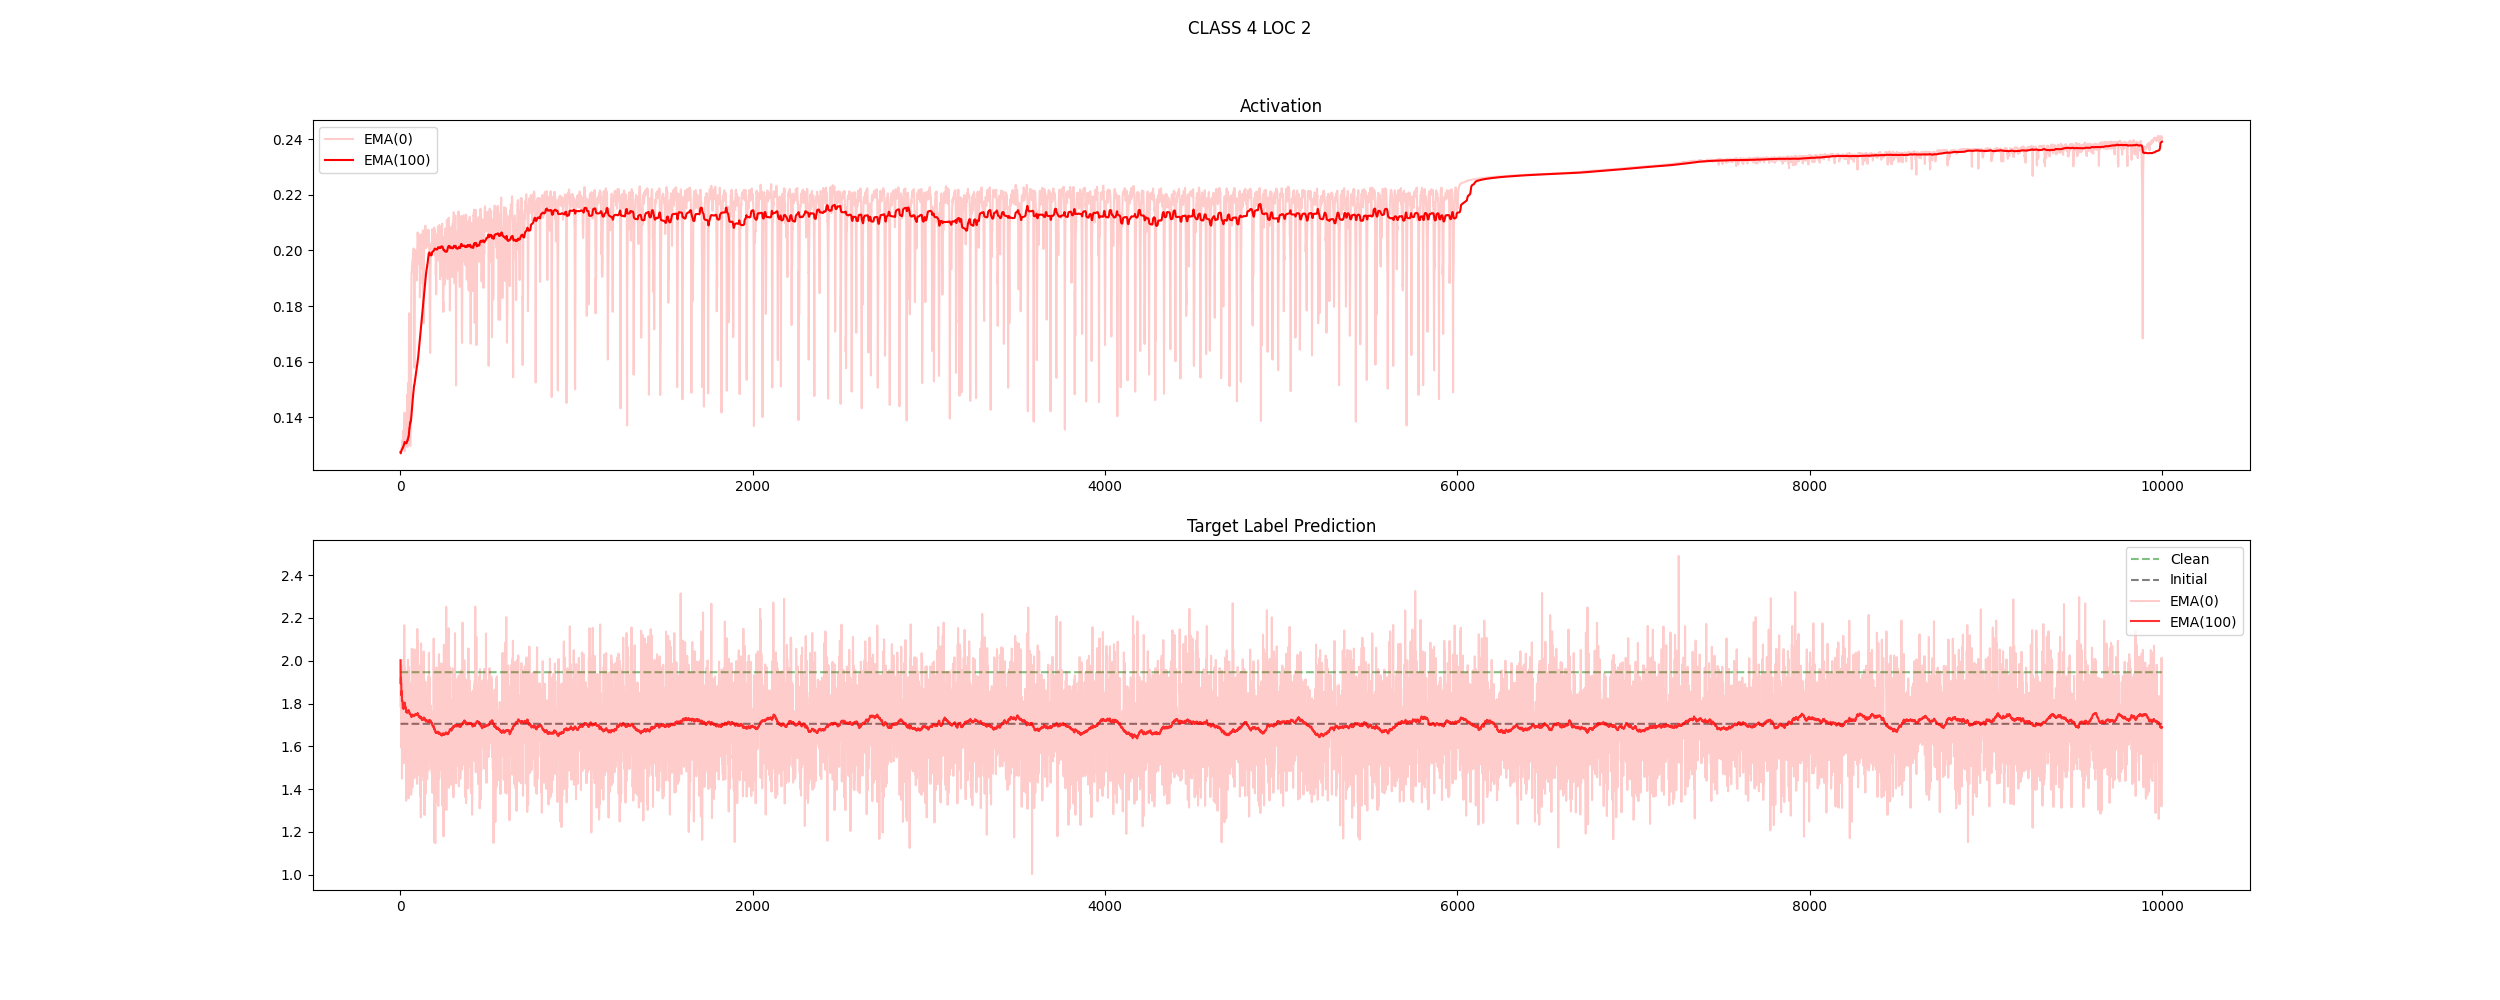 CLASS 4 LOC 2
Activation
EMA(0)
EMA(100)
0.24
0.22
0.20
0.18
0.16
0.14
0
2000
4000
6000
8000
10000
Target Label Prediction
Clean
Initial
EMA(0)
EMA(100)
2.4
2.2
2.0
1.8
1.6
1.4
1.2
1.0
0
2000
4000
6000
8000
10000